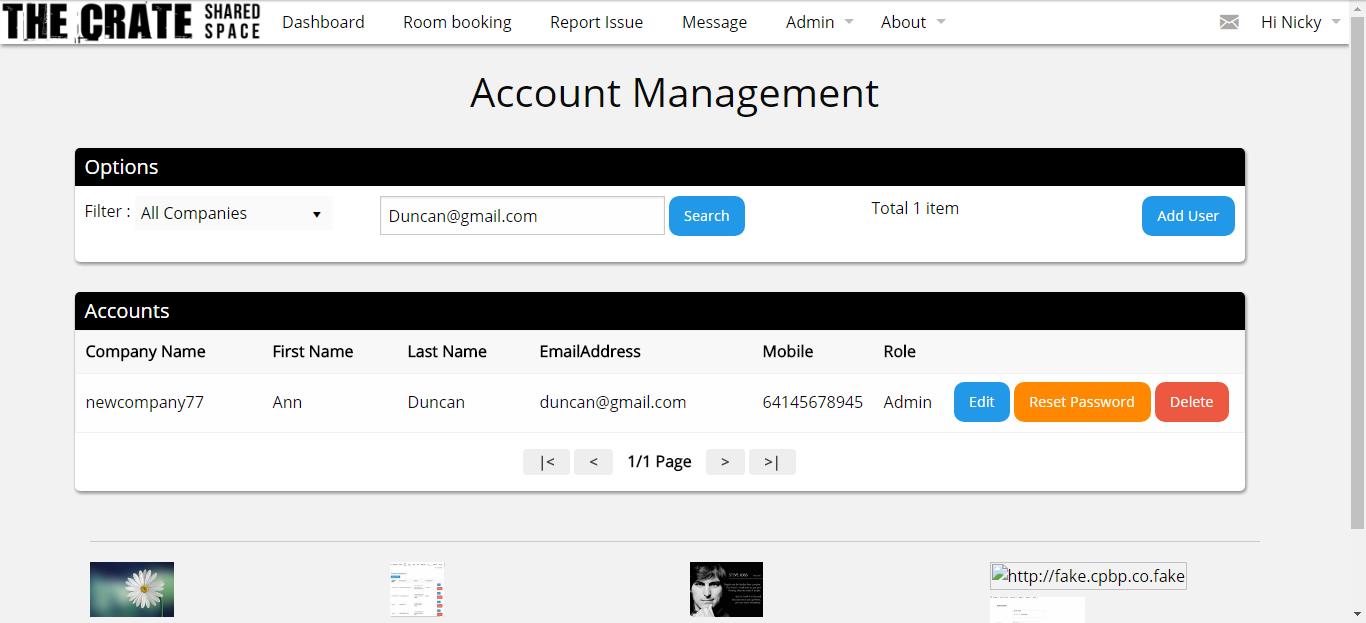 THE CRATE SHARED SPACE Dashboard Room booking Report Issue Message Admin About Hi Nicky
Account Management
Options
Filter : All Companies Duncan@gmail.com Search Total 1 item Add User
Accounts
Company Name First Name Last Name EmailAddress Mobile Role
newcompany77 Ann Duncan duncan@gmail.com 64145678945 Admin Edit Reset Password Delete
|< < 1/1 Page > >|
http://fake.cpbp.co.fake